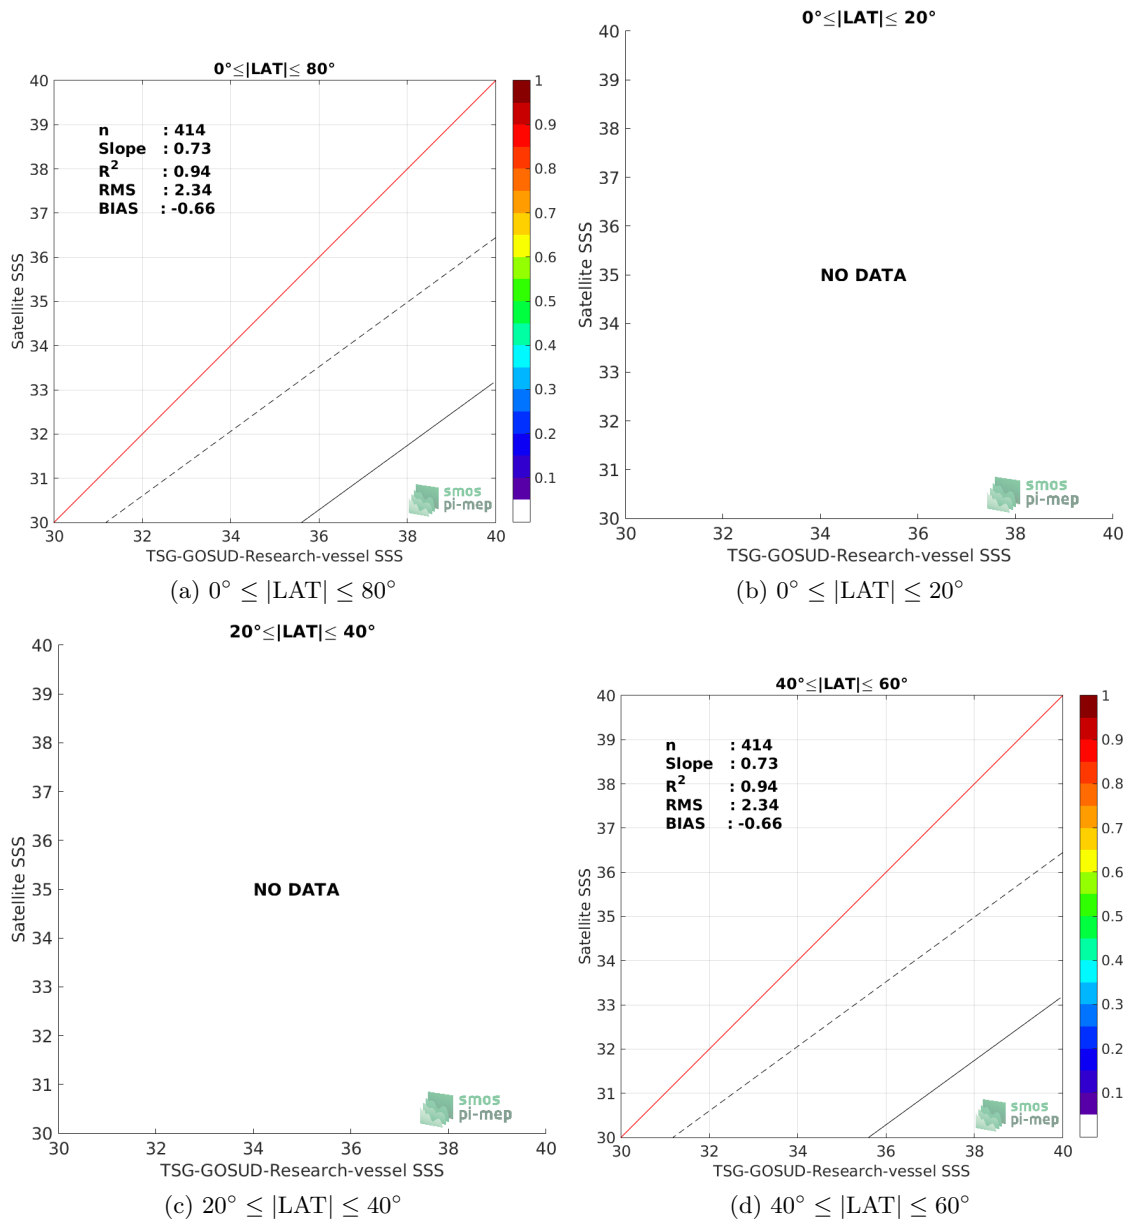 0°≤|LAT|≤ 80°
40
39
38
37
36
35
34
33
32
31
30
n : 414
Slope : 0.73
R² : 0.94
RMS : 2.34
BIAS : -0.66
Satellite SSS
30 32 34 36 38 40
TSG-GOSUD-Research-vessel SSS
smos
pi-mep
1
0.9
0.8
0.7
0.6
0.5
0.4
0.3
0.2
0.1
(a) 0° ≤ |LAT| ≤ 80°
0°≤|LAT|≤ 20°
40
39
38
37
36
35
34
33
32
31
30
Satellite SSS
NO DATA
smos
pi-mep
30 32 34 36 38 40
TSG-GOSUD-Research-vessel SSS
(b) 0° ≤ |LAT| ≤ 20°
20°≤|LAT|≤ 40°
40
39
38
37
36
35
34
33
32
31
30
Satellite SSS
NO DATA
smos
pi-mep
30 32 34 36 38 40
TSG-GOSUD-Research-vessel SSS
(c) 20° ≤ |LAT| ≤ 40°
40°≤|LAT|≤ 60°
40
39
38
37
36
35
34
33
32
31
30
n : 414
Slope : 0.73
R² : 0.94
RMS : 2.34
BIAS : -0.66
Satellite SSS
smos
pi-mep
30 32 34 36 38 40
TSG-GOSUD-Research-vessel SSS
1
0.9
0.8
0.7
0.6
0.5
0.4
0.3
0.2
0.1
(d) 40° ≤ |LAT| ≤ 60°